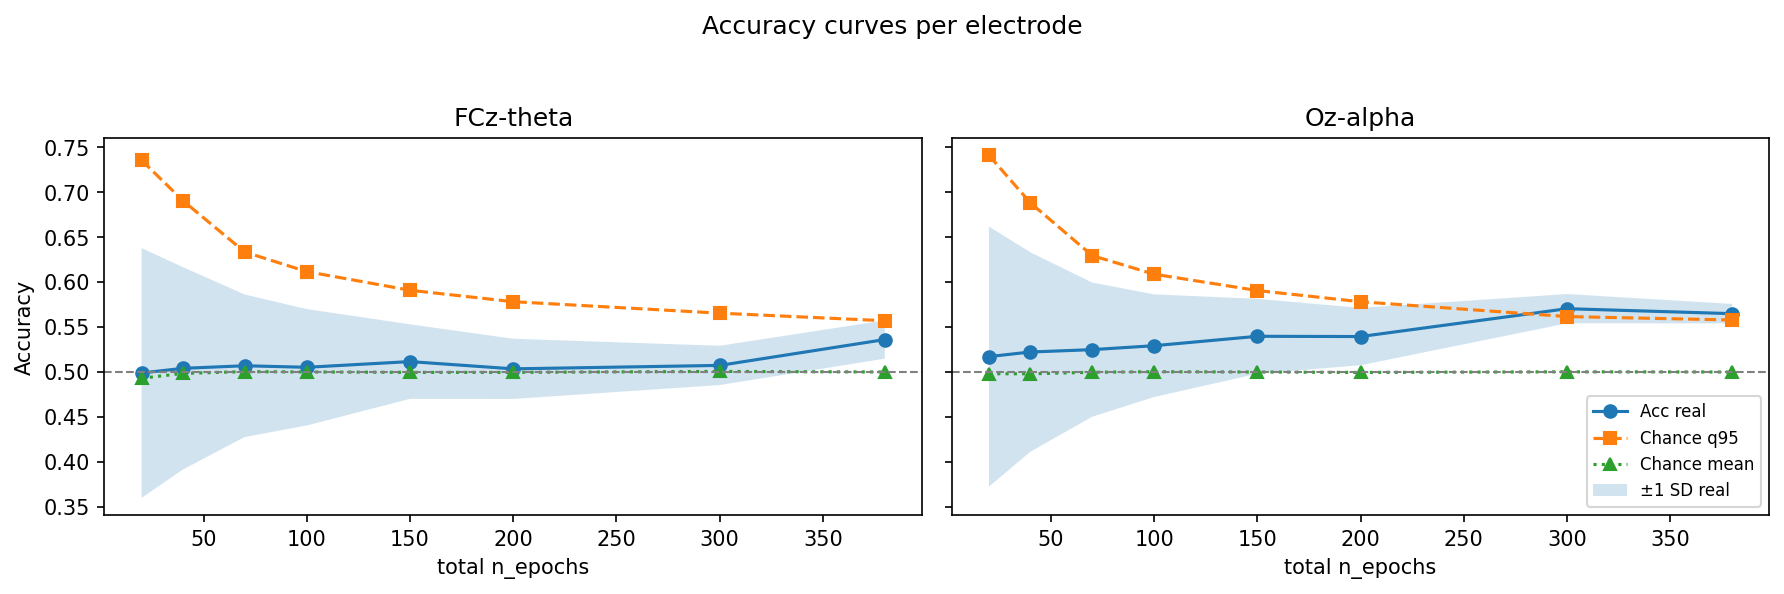 Accuracy curves per electrode
FCz-theta
Accuracy
0.75
0.70
0.65
0.60
0.55
0.50
0.45
0.40
0.35
50 100 150 200 250 300 350
total n_epochs
Oz-alpha
50 100 150 200 250 300 350
total n_epochs
Acc real
Chance q95
Chance mean
±1 SD real